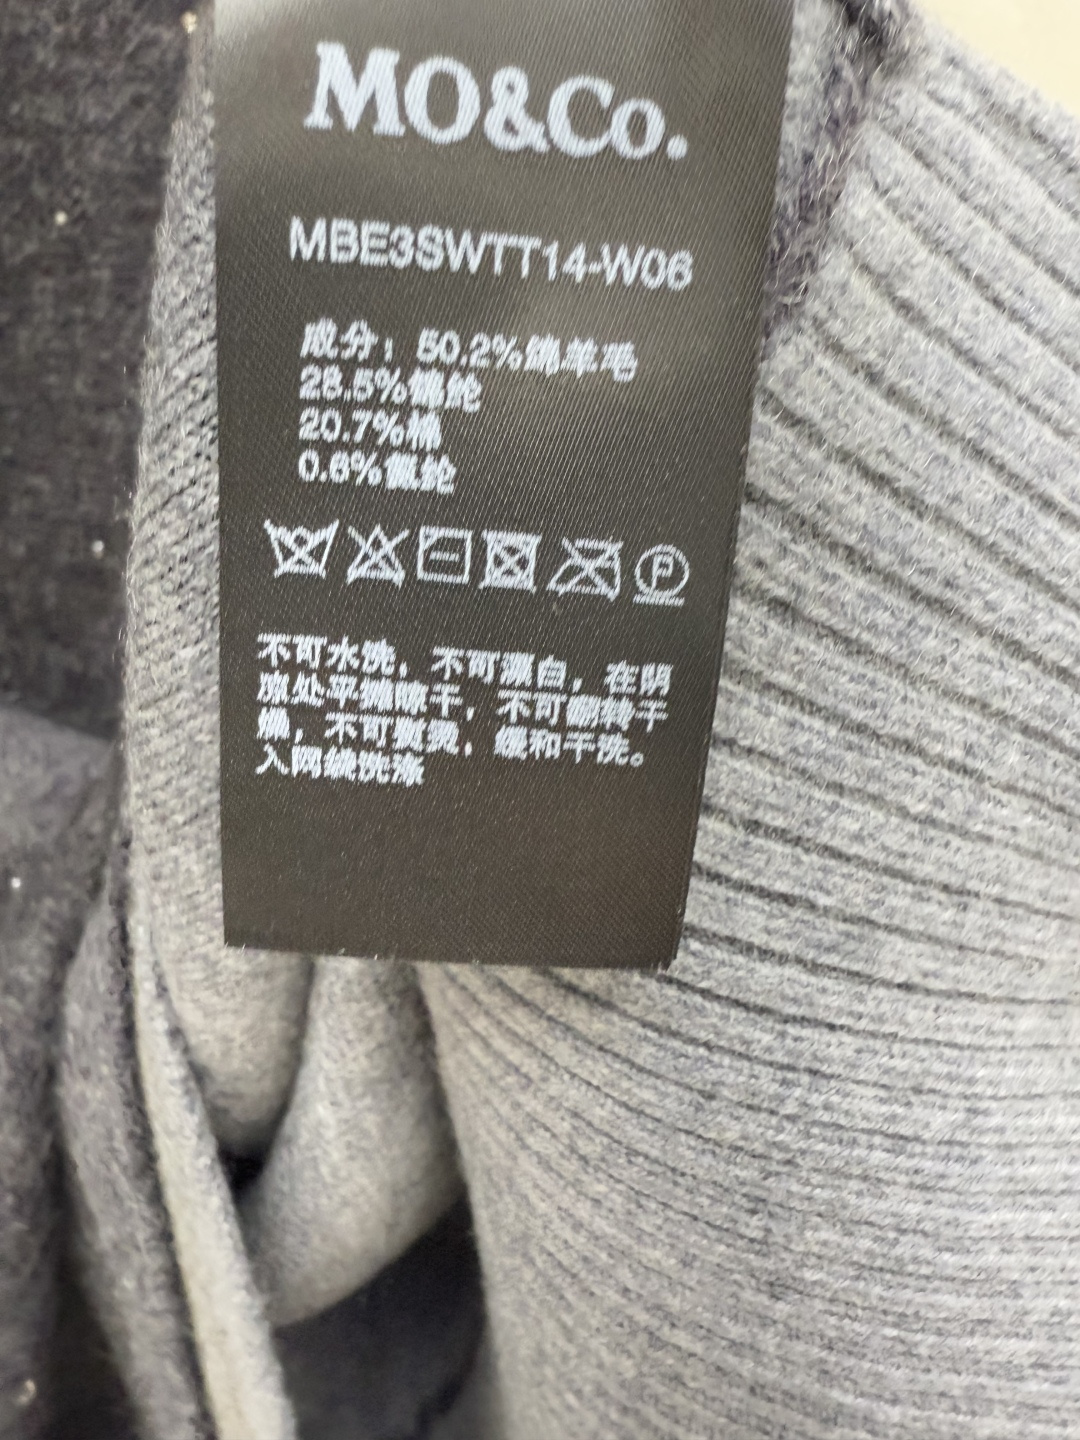 MO&Co.
MBE3SWTT14-W06
成分：50.2%绵羊毛
28.5%锦纶
20.7%棉
0.6%氨纶
P
不可水洗，不可漂白，在阴
凉处平摊晾干，不可翻转干
燥，不可熨烫，缓和干洗。
入网袋洗涤